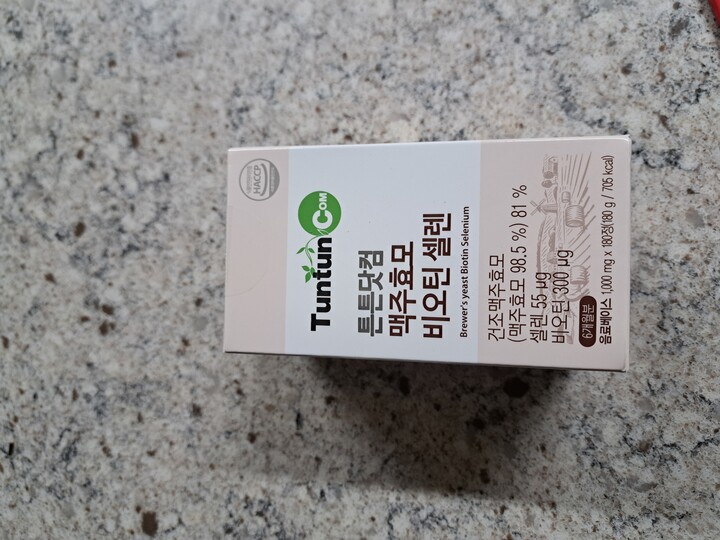 HACCP
Tuntun COM
튼튼닷컴
맥주효모
비오틴 셀렌
Brewer's yeast Biotin Selenium
건조맥주효모
(맥주효모 98.5 %) 81 %
셀렌 55 μg
비오틴 300 μg
6개월분
음료베이스 1,000 mg x 180정(180 g / 705 kcal)